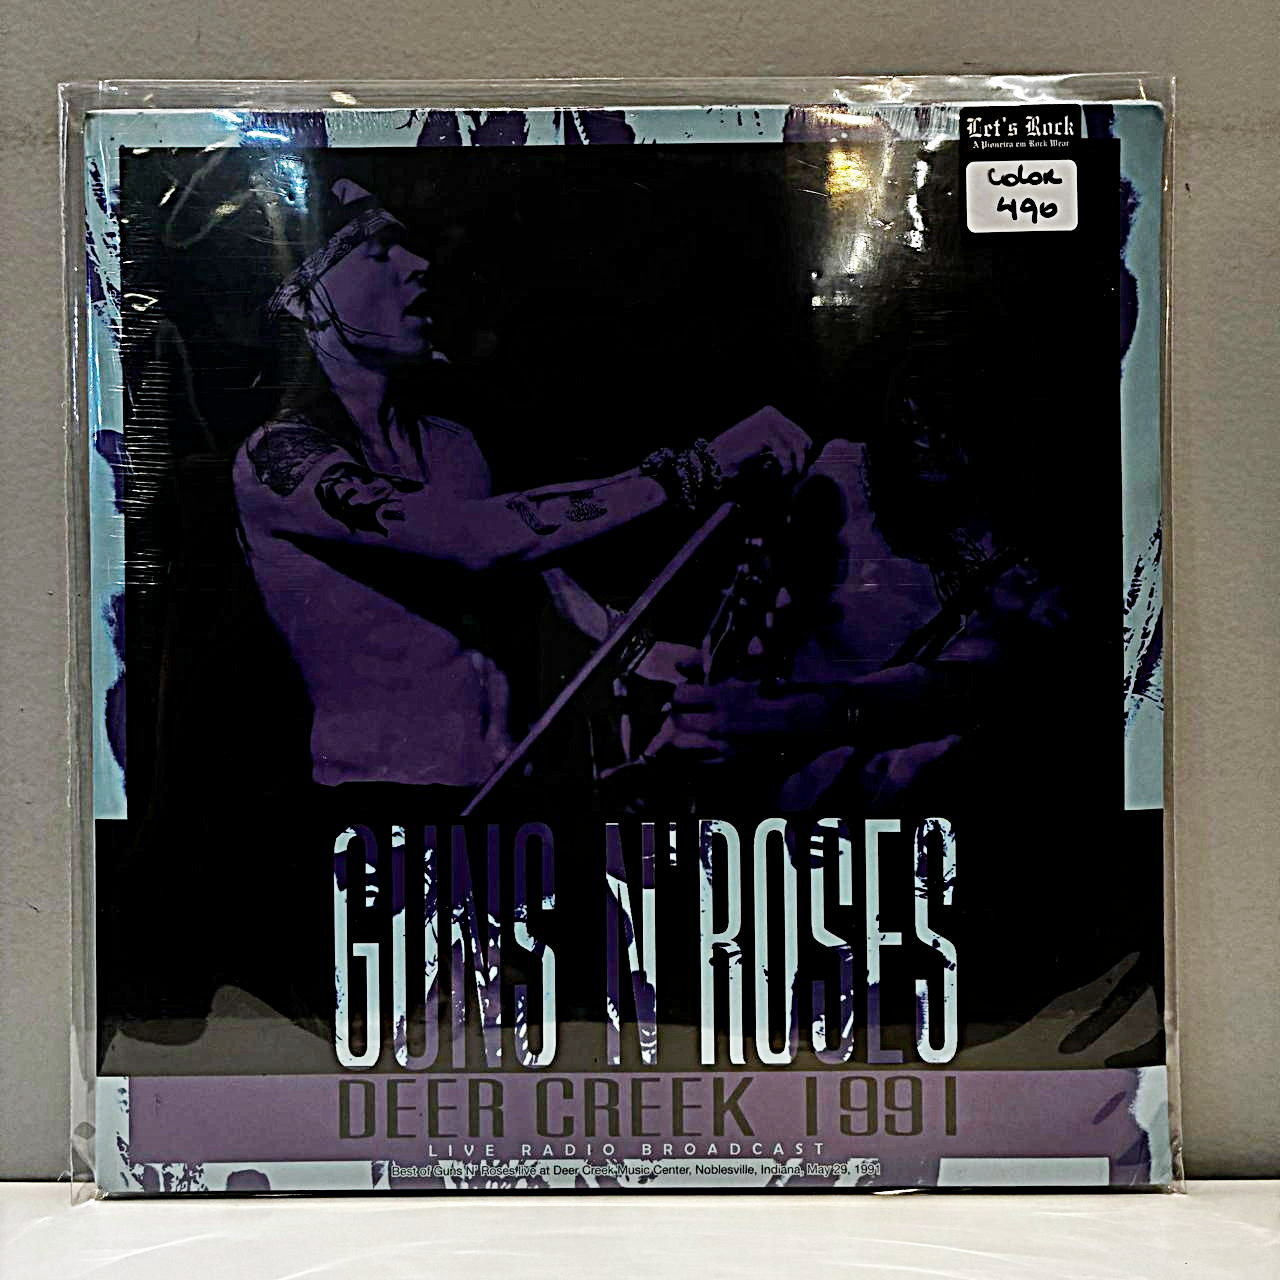 Let's Rock
A Pioneira em Rock Wear
Color
490
GUNS N' ROSES
DEER CREEK 1991
LIVE RADIO BROADCAST
Best of Guns N' Roses live at Deer Creek Music Center, Noblesville, Indiana, May 29, 1991